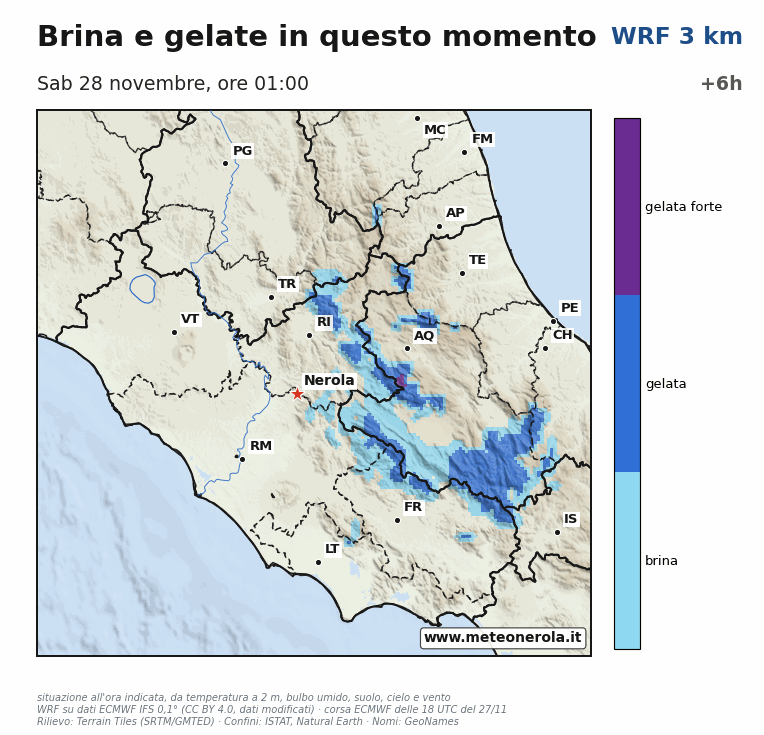 Brina e gelate in questo momento WRF 3 km
Sab 28 novembre, ore 01:00 +6h
MC
FM
PG
AP
TE
TR
PE
VT
RI
AQ
CH
Nerola
RM
FR
IS
LT
gelata forte
gelata
brina
www.meteonerola.it
situazione all'ora indicata, da temperatura a 2 m, bulbo umido, suolo, cielo e vento
WRF su dati ECMWF IFS 0,1° (CC BY 4.0, dati modificati) · corsa ECMWF delle 18 UTC del 27/11
Rilievo: Terrain Tiles (SRTM/GMTED) · Confini: ISTAT, Natural Earth · Nomi: GeoNames